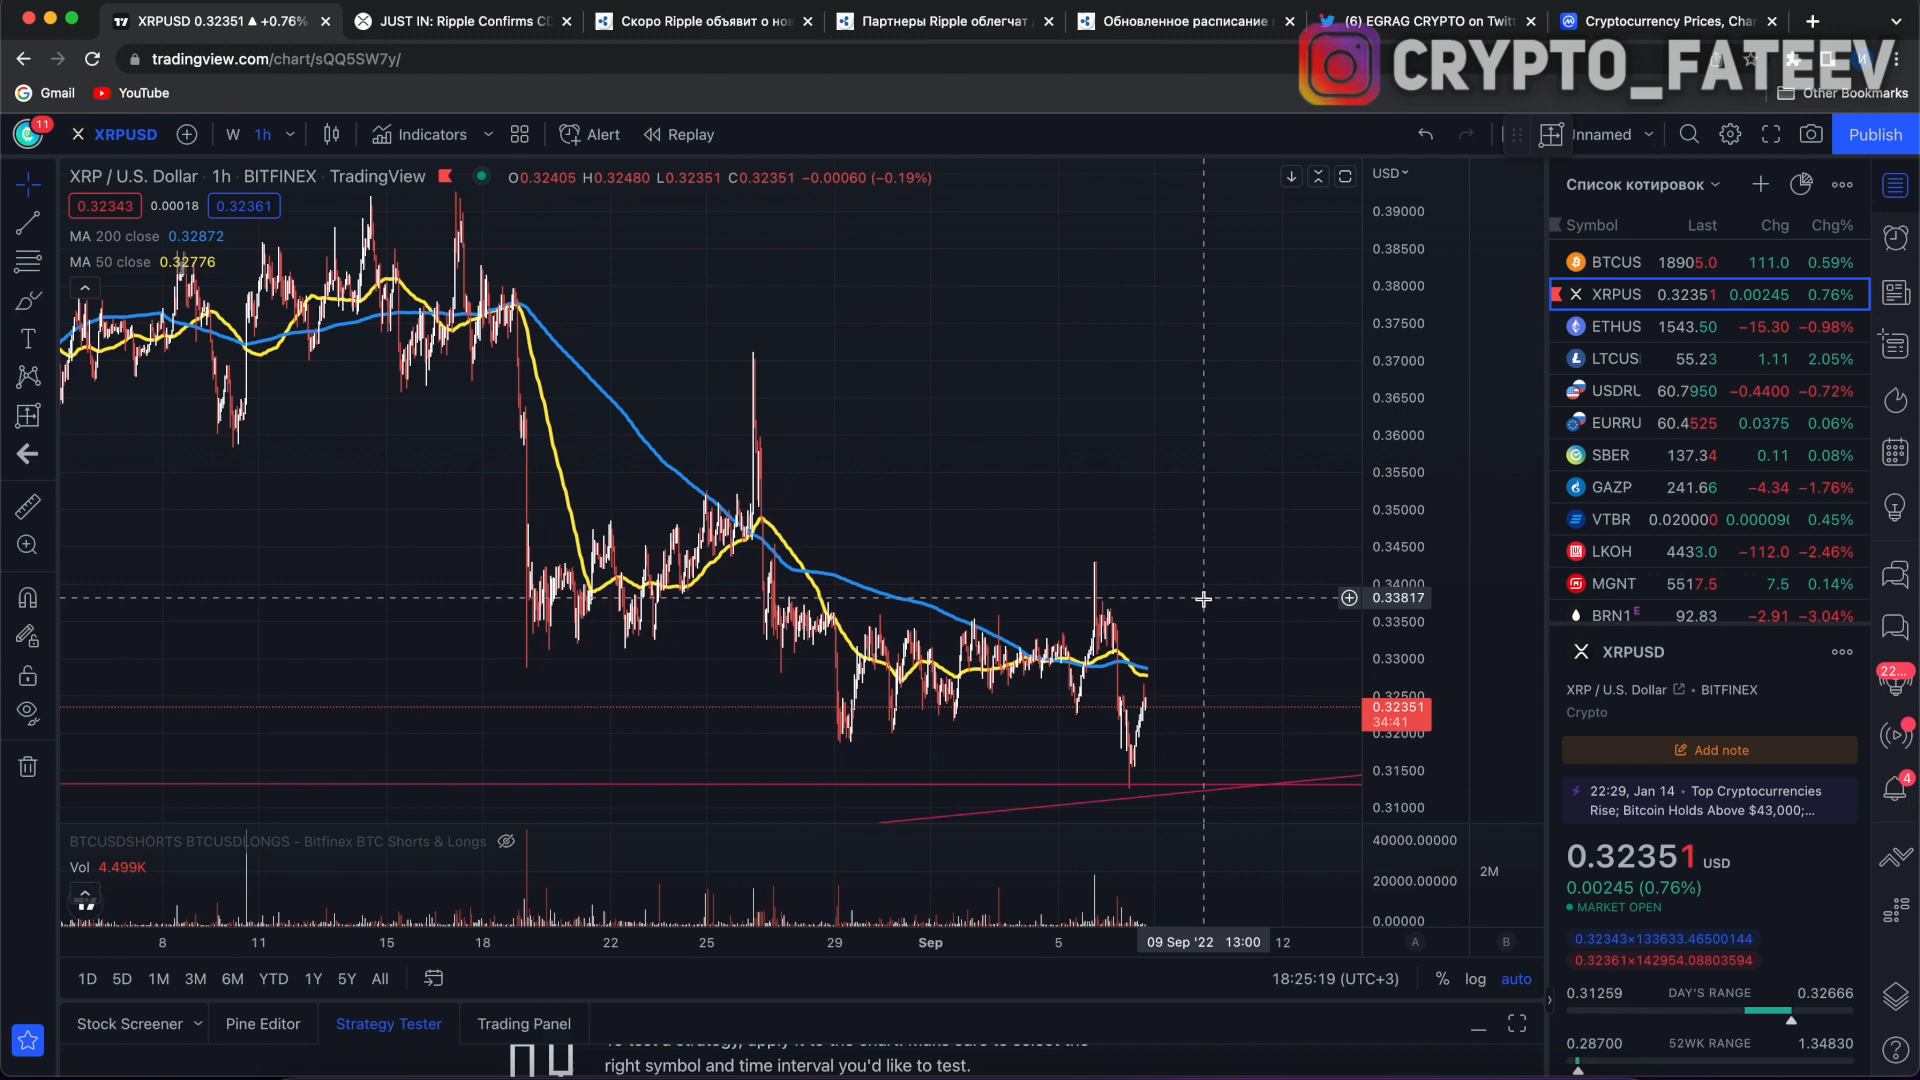 XRPUSD 0.32351 ▲ +0.76%
JUST IN: Ripple Confirms CD
Скоро Ripple объявит о нов
Партнеры Ripple облегчат
Обновленное расписание
(6) EGRAG CRYPTO on Twitt
Cryptocurrency Prices, Char
tradingview.com/chart/sQQ5SW7y/
CRYPTO_FATEEV
Gmail
YouTube
Other Bookmarks
11
XRPUSD
W
1h
Indicators
Alert
Replay
Unnamed
Publish
XRP / U.S. Dollar · 1h · BITFINEX · TradingView
O0.32405 H0.32480 L0.32351 C0.32351 −0.00060 (−0.19%)
USD
0.32343
0.00018
0.32361
MA 200 close 0.32872
MA 50 close 0.32776
0.39000
0.38500
0.38000
0.37500
0.37000
0.36500
0.36000
0.35500
0.35000
0.34500
0.34000
0.33817
0.33500
0.33000
0.32500
0.32351
34:41
0.32000
0.31500
0.31000
BTCUSDSHORTS BTCUSDLONGS - Bitfinex BTC Shorts & Longs
Vol 4.499K
40000.00000
20000.00000
0.00000
2M
8
11
15
18
22
25
29
Sep
5
09 Sep '22 13:00
12
A
B
1D
5D
1M
3M
6M
YTD
1Y
5Y
All
18:25:19 (UTC+3)
%
log
auto
Stock Screener
Pine Editor
Strategy Tester
Trading Panel
right symbol and time interval you'd like to test.
Список котировок
Symbol Last Chg Chg%
BTCUS 18905.0 111.0 0.59%
XRPUS 0.32351 0.00245 0.76%
ETHUS 1543.50 −15.30 −0.98%
LTCUS 55.23 1.11 2.05%
USDRU 60.7950 −0.4400 −0.72%
EURRU 60.4525 0.0375 0.06%
SBER 137.34 0.11 0.08%
GAZP 241.66 −4.34 −1.76%
VTBR 0.020000 0.000090 0.45%
LKOH 4433.0 −112.0 −2.46%
MGNT 5517.5 7.5 0.14%
BRN1 E 92.83 −2.91 −3.04%
XRPUSD
XRP / U.S. Dollar • BITFINEX
Crypto
Add note
22:29, Jan 14 • Top Cryptocurrencies
Rise; Bitcoin Holds Above $43,000;...
0.32351 USD
0.00245 (0.76%)
MARKET OPEN
0.32343×133633.46500144
0.32361×142954.08803594
0.31259 DAY'S RANGE 0.32666
0.28700 52WK RANGE 1.34830
22...
4